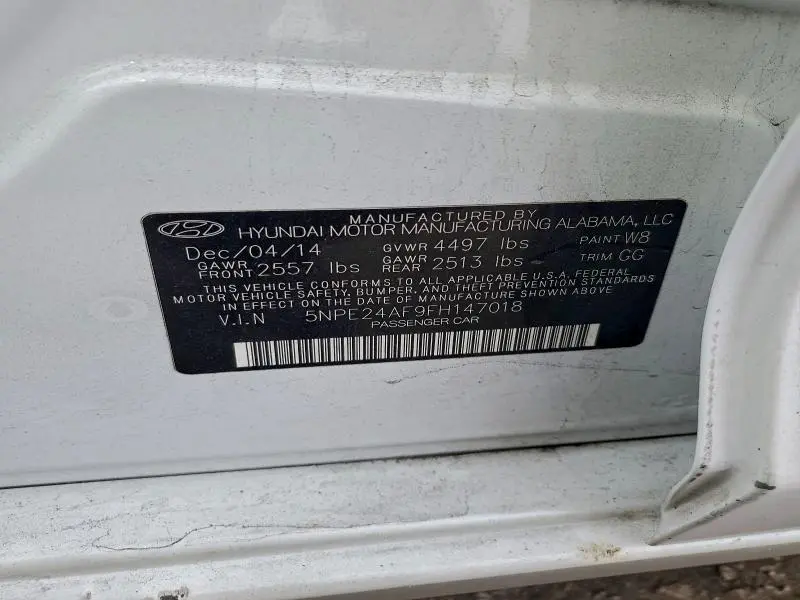 MANUFACTURED BY
HYUNDAI MOTOR MANUFACTURING ALABAMA, LLC
Dec/04/14 GVWR 4497 lbs PAINT W8
GAWR FRONT 2557 lbs GAWR REAR 2513 lbs TRIM GG
THIS VEHICLE CONFORMS TO ALL APPLICABLE U.S.A. FEDERAL
MOTOR VEHICLE SAFETY, BUMPER, AND THEFT PREVENTION STANDARDS
IN EFFECT ON THE DATE OF MANUFACTURE SHOWN ABOVE
V.I.N 5NPE24AF9FH147018
PASSENGER CAR